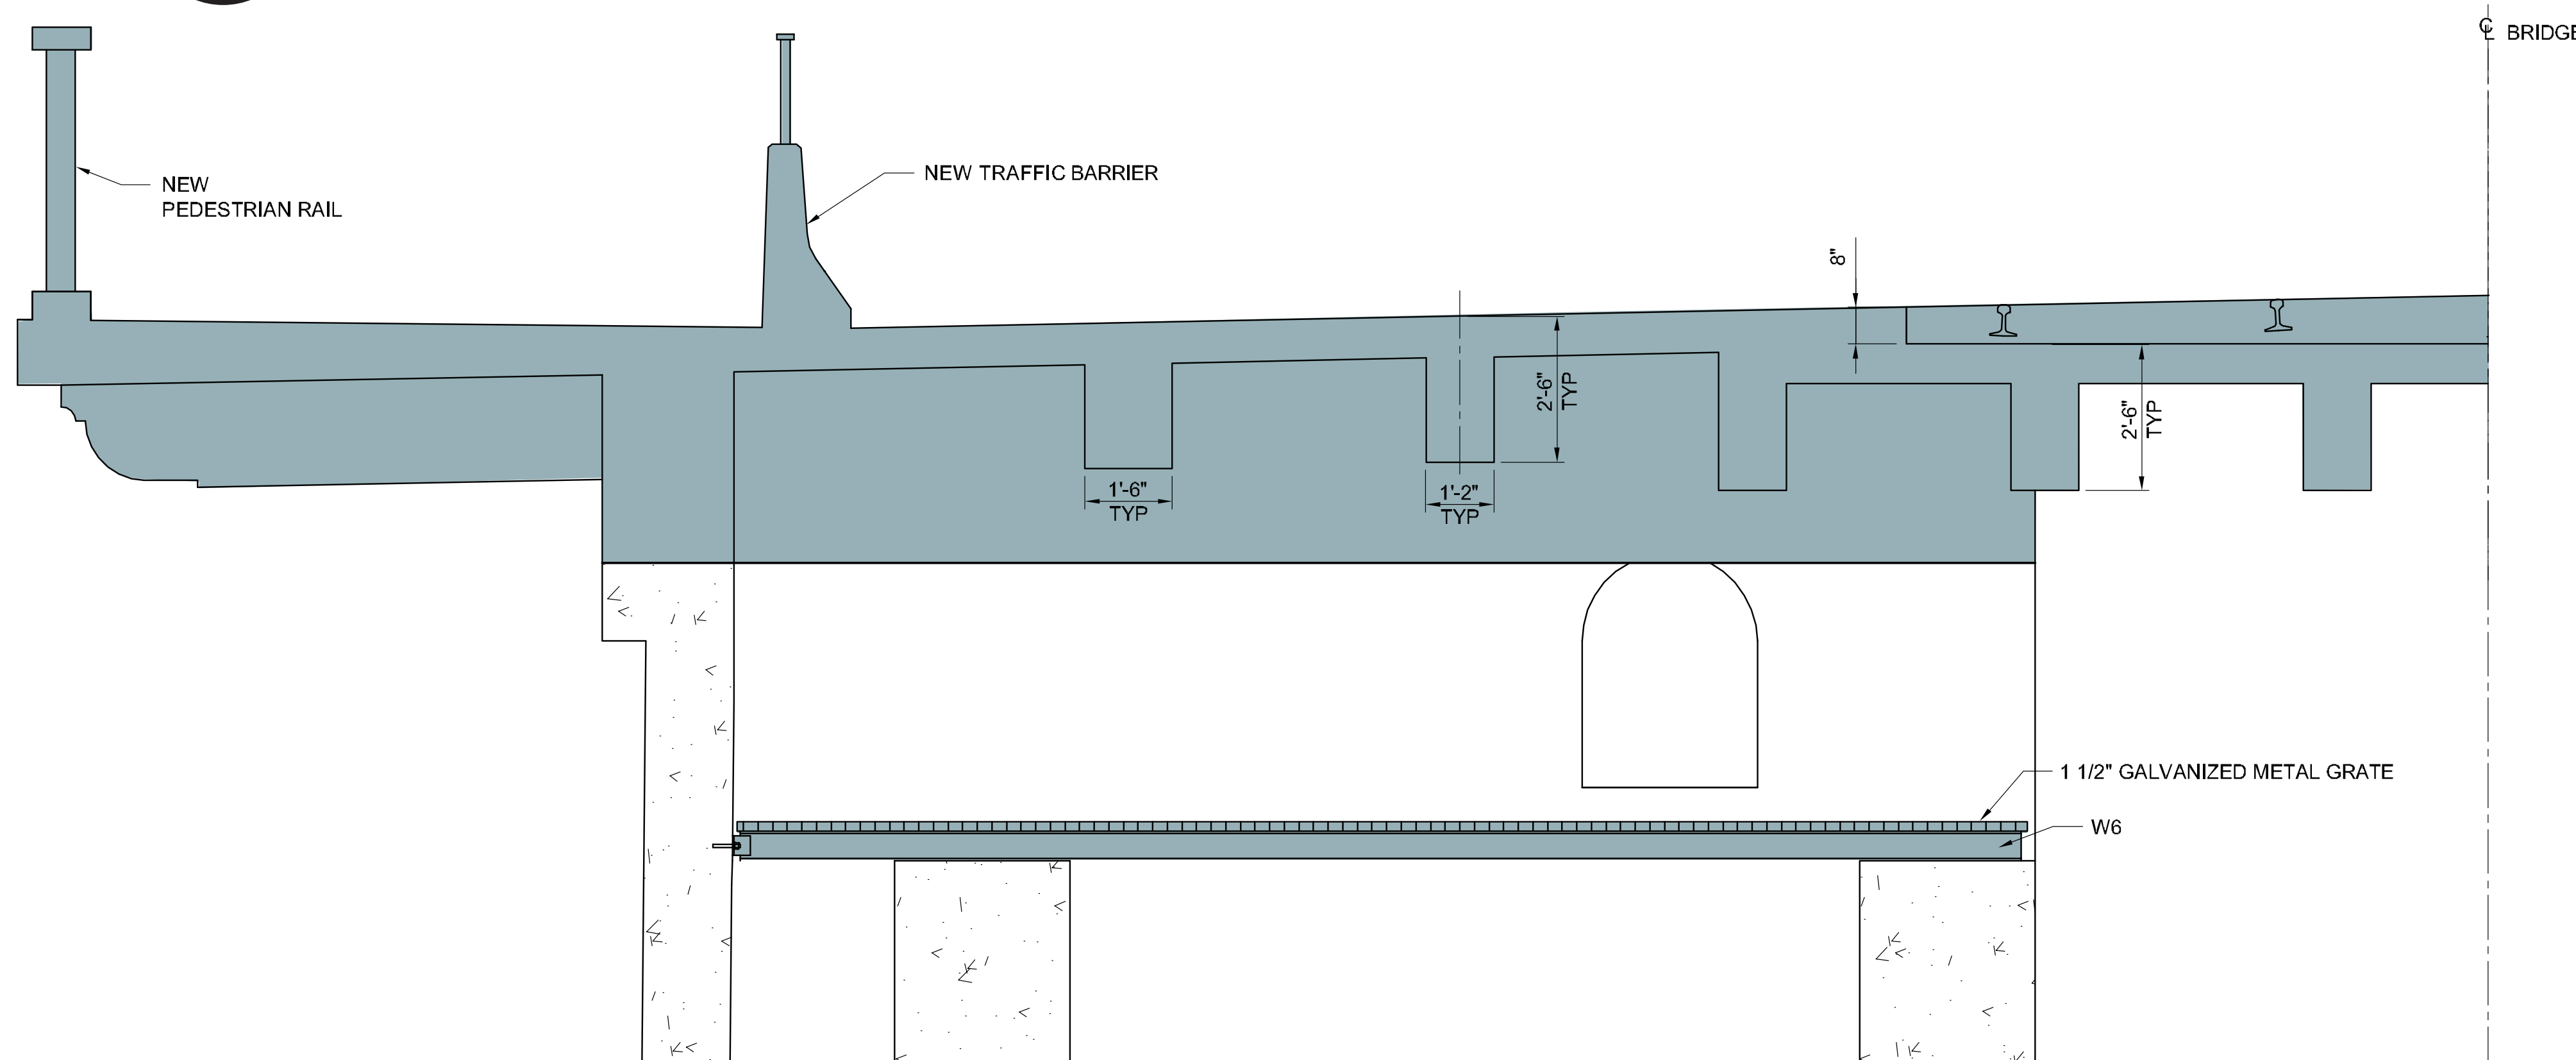 ℄ BRIDGE
NEW
PEDESTRIAN RAIL
NEW TRAFFIC BARRIER
8"
2'-6"
TYP
2'-6"
TYP
1'-6"
TYP
1'-2"
TYP
1 1/2" GALVANIZED METAL GRATE
W6